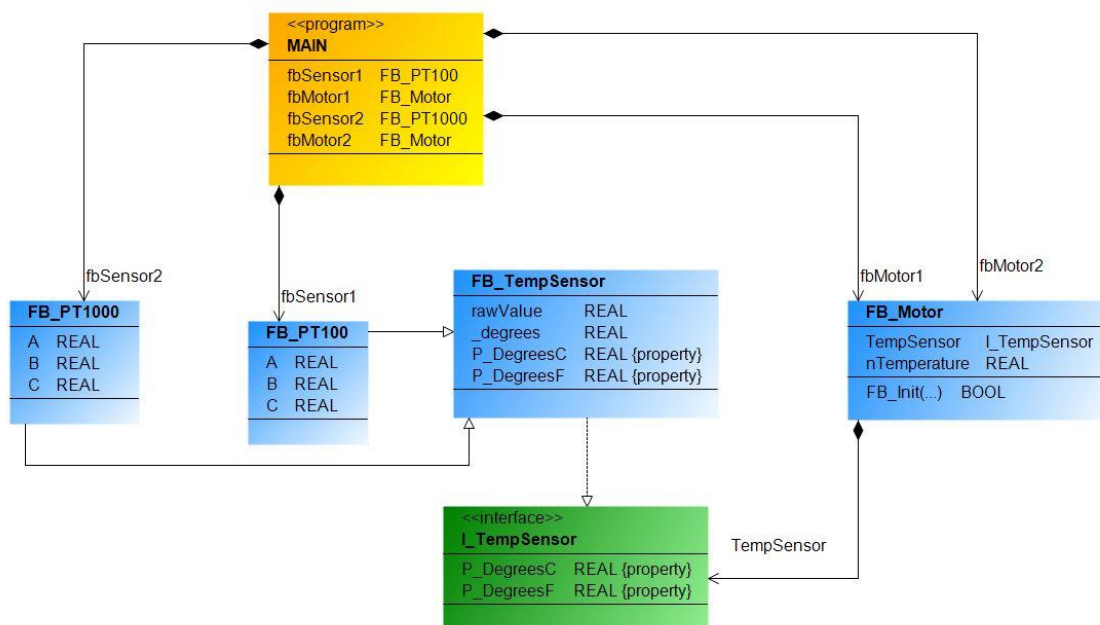 <<program>>
MAIN
fbSensor1 FB_PT100
fbMotor1 FB_Motor
fbSensor2 FB_PT1000
fbMotor2 FB_Motor
fbSensor2
fbSensor1
fbMotor1
fbMotor2
FB_PT1000
A REAL
B REAL
C REAL
FB_PT100
A REAL
B REAL
C REAL
FB_TempSensor
rawValue REAL
_degrees REAL
P_DegreesC REAL {property}
P_DegreesF REAL {property}
FB_Motor
TempSensor I_TempSensor
nTemperature REAL
FB_Init(...) BOOL
<<interface>>
I_TempSensor
P_DegreesC REAL {property}
P_DegreesF REAL {property}
TempSensor